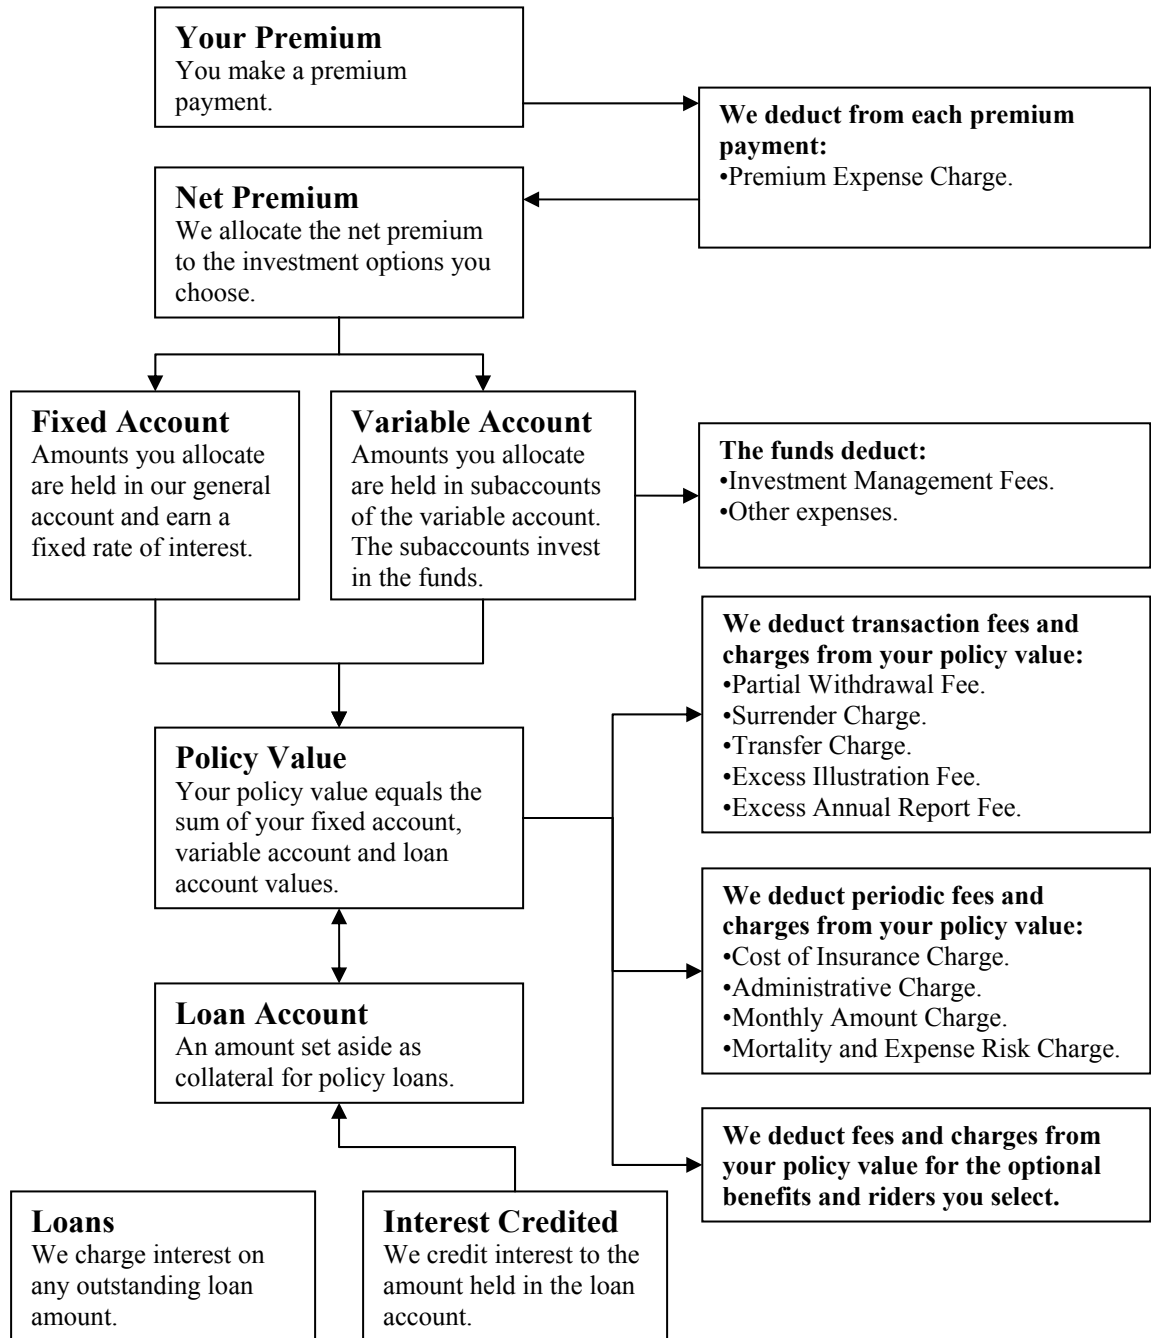 Your Premium
You make a premium
payment.
We deduct from each premium
payment:
•Premium Expense Charge.
Net Premium
We allocate the net premium
to the investment options you
choose.
Fixed Account
Amounts you allocate
are held in our general
account and earn a
fixed rate of interest.
Variable Account
Amounts you allocate
are held in subaccounts
of the variable account.
The subaccounts invest
in the funds.
The funds deduct:
•Investment Management Fees.
•Other expenses.
We deduct transaction fees and
charges from your policy value:
•Partial Withdrawal Fee.
•Surrender Charge.
•Transfer Charge.
•Excess Illustration Fee.
•Excess Annual Report Fee.
Policy Value
Your policy value equals the
sum of your fixed account,
variable account and loan
account values.
We deduct periodic fees and
charges from your policy value:
•Cost of Insurance Charge.
•Administrative Charge.
•Monthly Amount Charge.
•Mortality and Expense Risk Charge.
Loan Account
An amount set aside as
collateral for policy loans.
We deduct fees and charges from
your policy value for the optional
benefits and riders you select.
Loans
We charge interest on
any outstanding loan
amount.
Interest Credited
We credit interest to the
amount held in the loan
account.